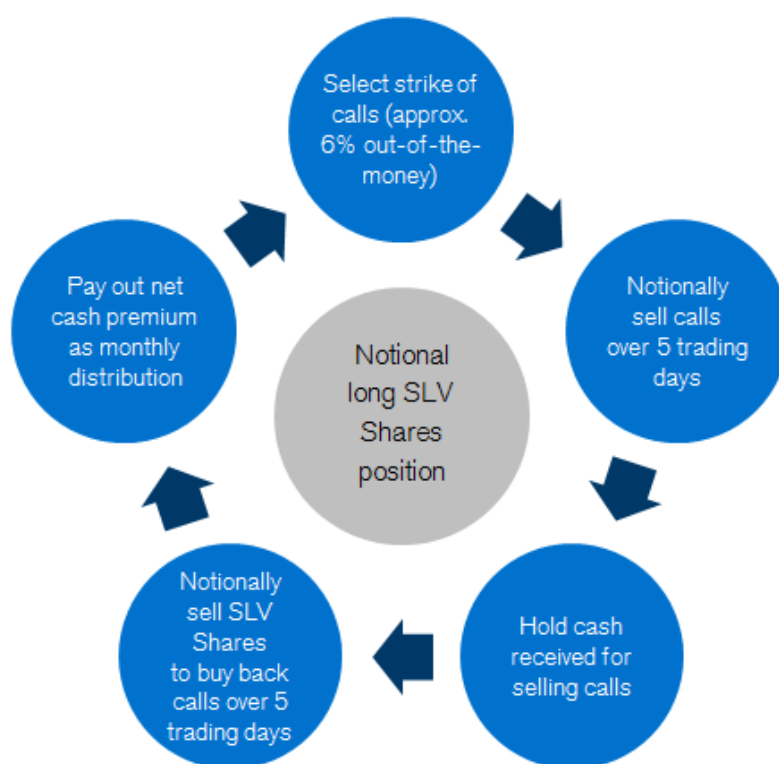 Select strike of
calls (approx.
6% out-of-the-
money)
Notionally
sell calls
over 5 trading
days
Hold cash
received for
selling calls
Notionally
sell SLV
Shares
to buy back
calls over 5
trading days
Pay out net
cash premium
as monthly
distribution
Notional
long SLV
Shares
position